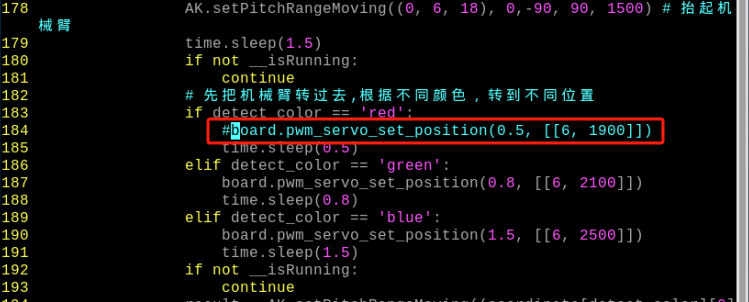 178 AK.setPitchRangeMoving((0, 6, 18), 0,-90, 90, 1500) # 抬起机
械臂
179 time.sleep(1.5)
180 if not __isRunning:
181 continue
182 # 先把机械臂转过去,根据不同颜色，转到不同位置
183 if detect_color == 'red':
184 #board.pwm_servo_set_position(0.5, [[6, 1900]])
185 time.sleep(0.5)
186 elif detect_color == 'green':
187 board.pwm_servo_set_position(0.8, [[6, 2100]])
188 time.sleep(0.8)
189 elif detect_color == 'blue':
190 board.pwm_servo_set_position(1.5, [[6, 2500]])
191 time.sleep(1.5)
192 if not __isRunning:
193 continue